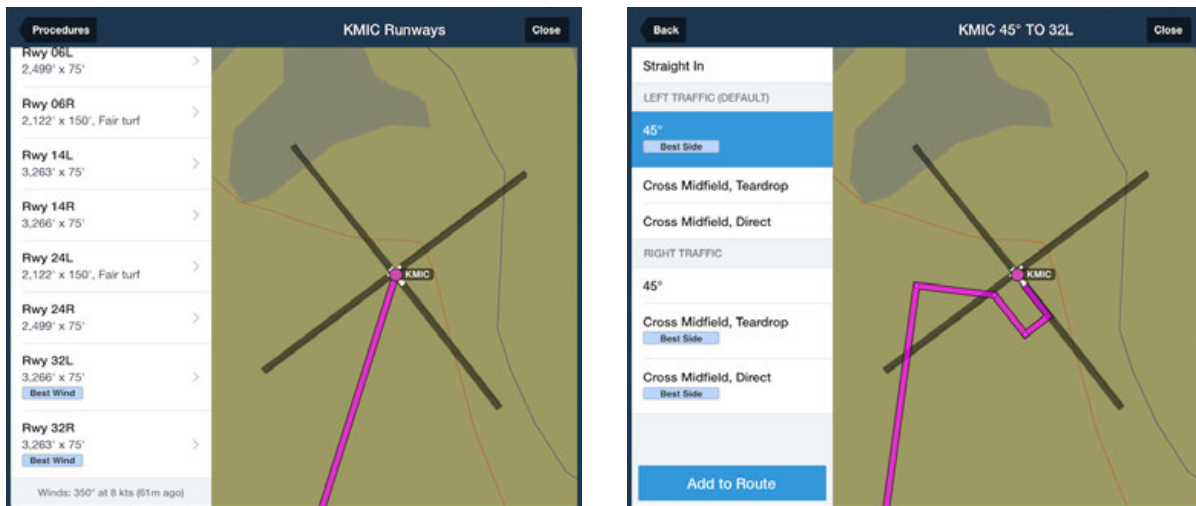 Procedures
KMIC Runways
Close
Rwy 06L
2,499' x 75'
Rwy 06R
2,122' x 150', Fair turf
Rwy 14L
3,263' x 75'
Rwy 14R
3,266' x 75'
Rwy 24L
2,122' x 150', Fair turf
Rwy 24R
2,499' x 75'
Rwy 32L
3,266' x 75'
Best Wind
Rwy 32R
3,263' x 75'
Best Wind
Winds: 350° at 8 kts (61m ago)
KMIC
Back
KMIC 45° TO 32L
Close
Straight In
LEFT TRAFFIC (DEFAULT)
45°
Best Side
Cross Midfield, Teardrop
Cross Midfield, Direct
RIGHT TRAFFIC
45°
Cross Midfield, Teardrop
Best Side
Cross Midfield, Direct
Best Side
Add to Route
KMIC